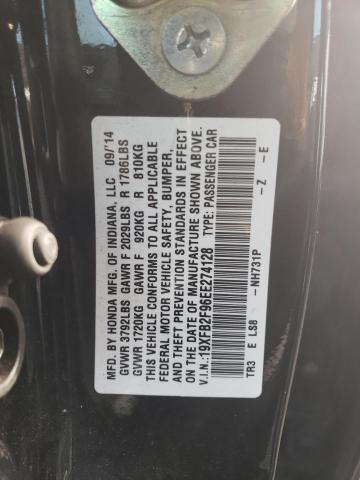 MFD. BY HONDA MFG. OF INDIANA, LLC 09/'14
GVWR 3792LBS GAWR F 2029LBS R 1786LBS
GVWR 1720KG GAWR F 920KG R 810KG
THIS VEHICLE CONFORMS TO ALL APPLICABLE
FEDERAL MOTOR VEHICLE SAFETY, BUMPER,
AND THEFT PREVENTION STANDARDS IN EFFECT
ON THE DATE OF MANUFACTURE SHOWN ABOVE.
V.I.N.:19XFB2F96EE274128 TYPE: PASSENGER CAR
-NH731P -Z -E
TR3 E LS8